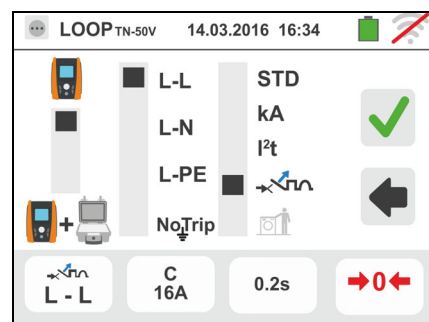 LOOP TN-50V 14.03.2016 16:34
L-L STD
L-N kA
I²t
L-PE
NoTrip
L - L
C
16A
0.2s
→0←